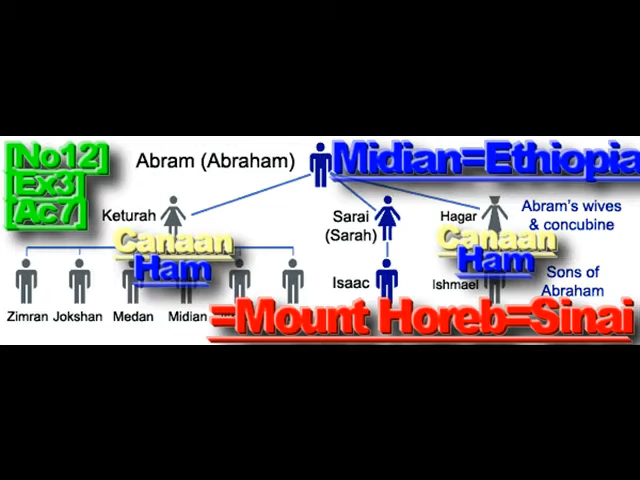 [No12]
[Ex3]
[Ac7]
Abram (Abraham)
Midian=Ethiopia
Keturah
Sarai
(Sarah)
Hagar
Abram's wives
& concubine
Canaan
Ham
Canaan
Ham
Isaac
Ishmael
Sons of
Abraham
Zimran Jokshan Medan Midian
=Mount Horeb=Sinai